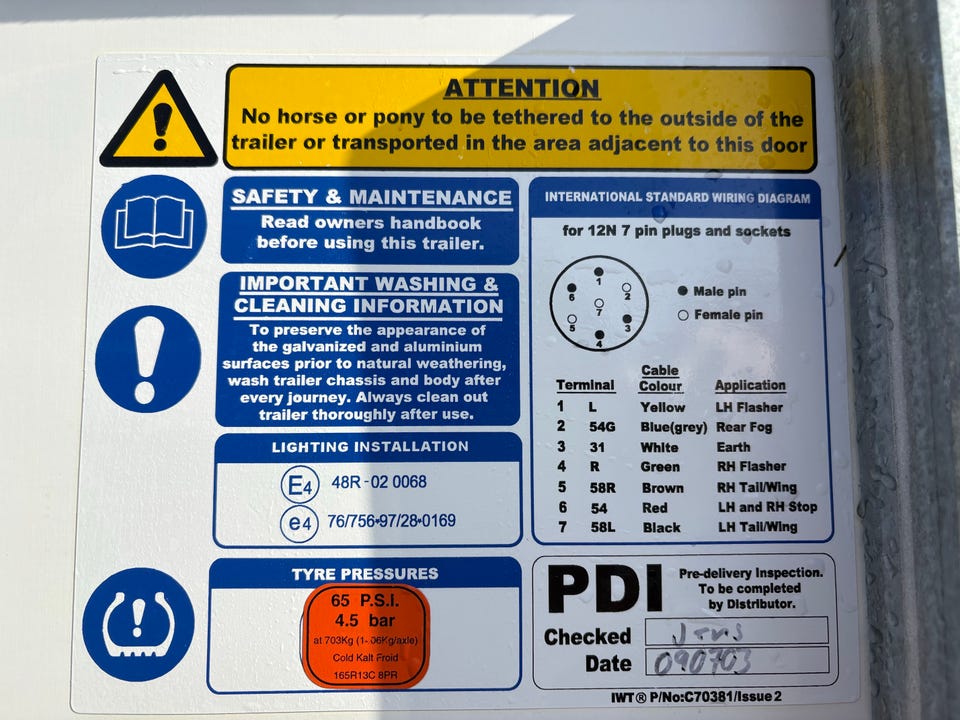 ATTENTION
No horse or pony to be tethered to the outside of the
trailer or transported in the area adjacent to this door
SAFETY & MAINTENANCE
Read owners handbook
before using this trailer.
IMPORTANT WASHING &
CLEANING INFORMATION
To preserve the appearance of
the galvanized and aluminium
surfaces prior to natural weathering,
wash trailer chassis and body after
every journey. Always clean out
trailer thoroughly after use.
LIGHTING INSTALLATION
E4 48R-02 0068
e4 76/756•97/28•0169
TYRE PRESSURES
65 P.S.I.
4.5 bar
at 703Kg
Cold Kalt Froid
165R13C 8PR
INTERNATIONAL STANDARD WIRING DIAGRAM
for 12N 7 pin plugs and sockets
1
6 2
7
5 3
4
Male pin
Female pin
Terminal Cable Colour Application
1 L Yellow LH Flasher
2 54G Blue(grey) Rear Fog
3 31 White Earth
4 R Green RH Flasher
5 58R Brown RH Tail/Wing
6 54 Red LH and RH Stop
7 58L Black LH Tail/Wing
PDI
Pre-delivery Inspection.
To be completed
by Distributor.
Checked
Date 090703
IWT® P/No:C70381/Issue 2